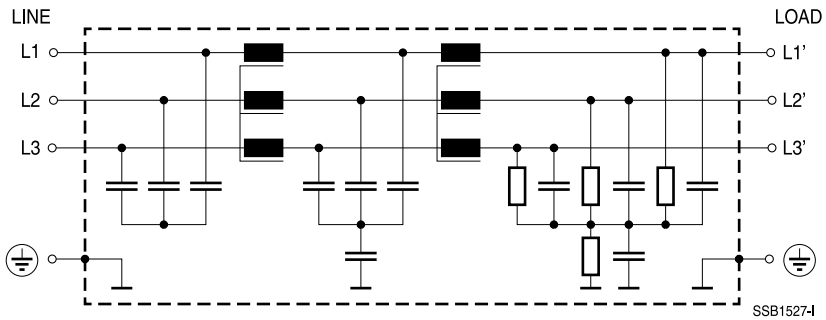 LINE LOAD
L1 L1'
L2 L2'
L3 L3'
SSB1527-I